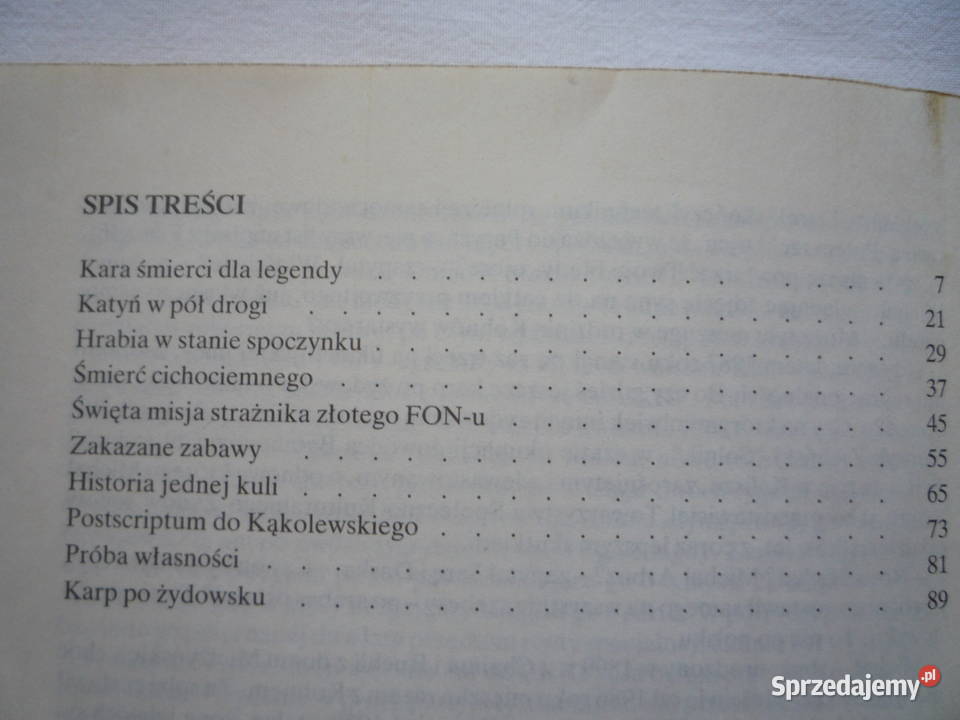 SPIS TREŚCI
Kara śmierci dla legendy . . . . . . . . . . . . 7
Katyń w pół drogi . . . . . . . . . . . . . . . 21
Hrabia w stanie spoczynku . . . . . . . . . . . . 29
Śmierć cichociemnego . . . . . . . . . . . . . 37
Święta misja strażnika złotego FON-u . . . . . . . . 45
Zakazane zabawy . . . . . . . . . . . . . . . 55
Historia jednej kuli . . . . . . . . . . . . . . 65
Postscriptum do Kąkolewskiego . . . . . . . . . . 73
Próba własności . . . . . . . . . . . . . . . 81
Karp po żydowsku . . . . . . . . . . . . . . 89
Sprzedajemy.pl